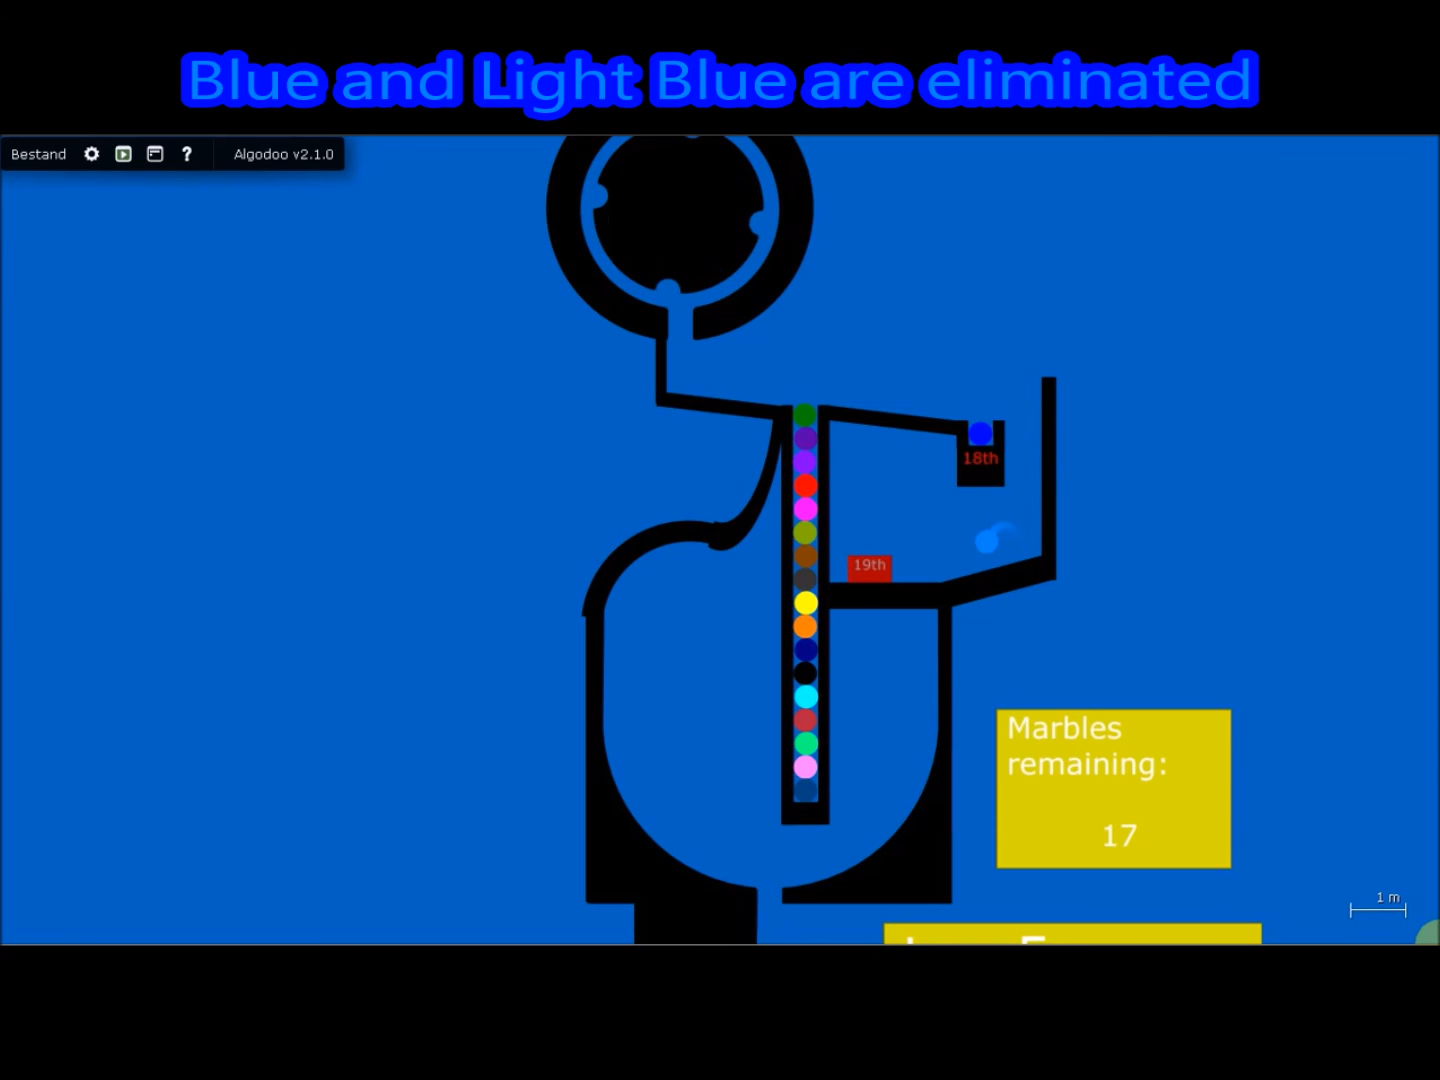 Blue and Light Blue are eliminated
Bestand ? Algodoo v2.1.0
18th
19th
Marbles
remaining:
17
1 m